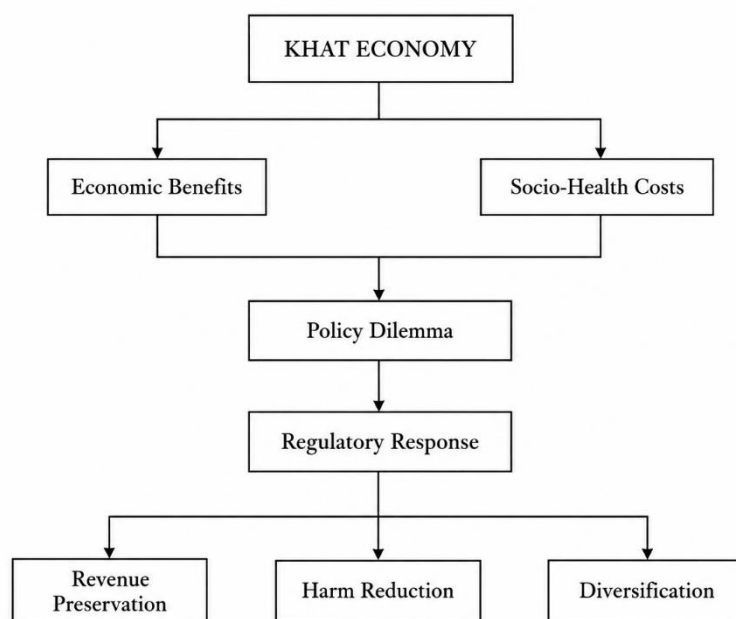 KHAT ECONOMY
Economic Benefits
Socio-Health Costs
Policy Dilemma
Regulatory Response
Revenue
Preservation
Harm Reduction
Diversification